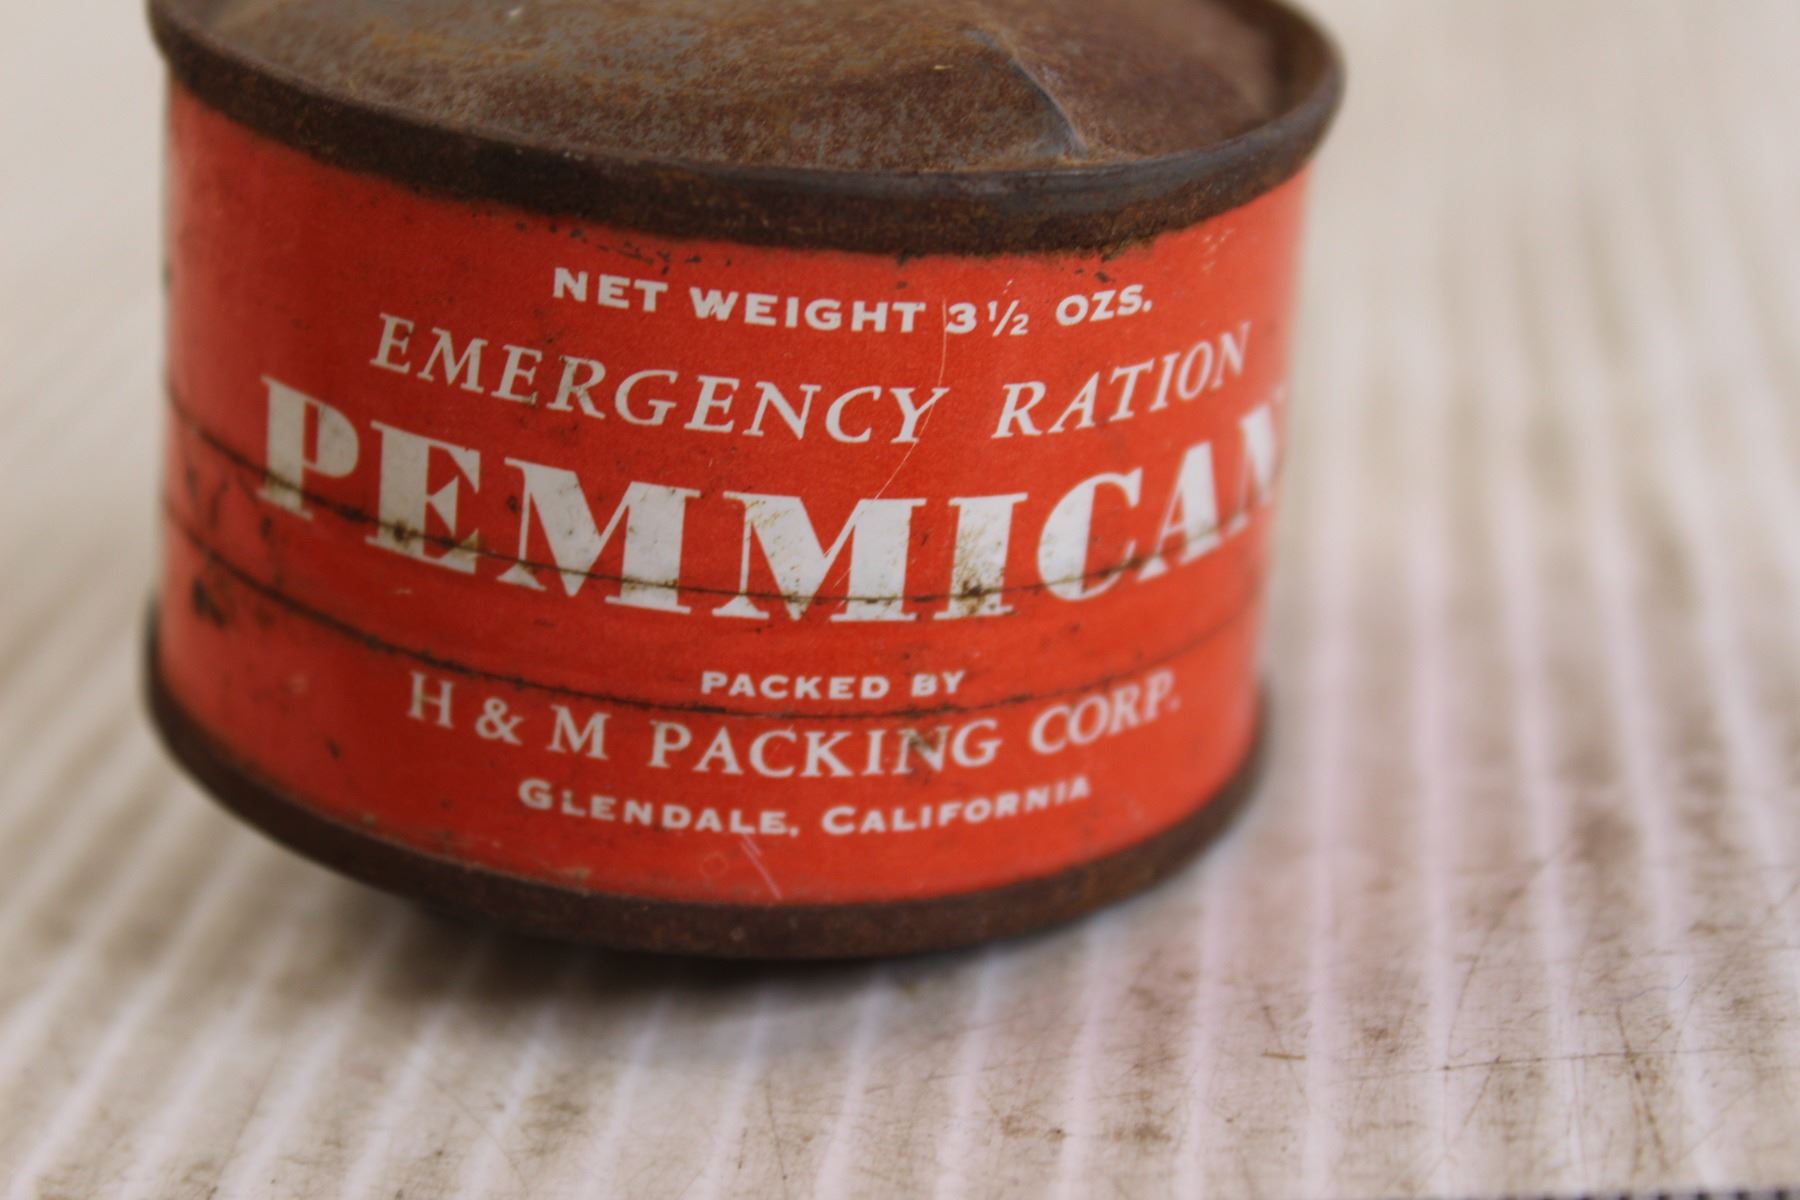 NET WEIGHT 3½ OZS.
EMERGENCY RATION
PEMMICAN
PACKED BY
H & M PACKING CORP.
GLENDALE, CALIFORNIA